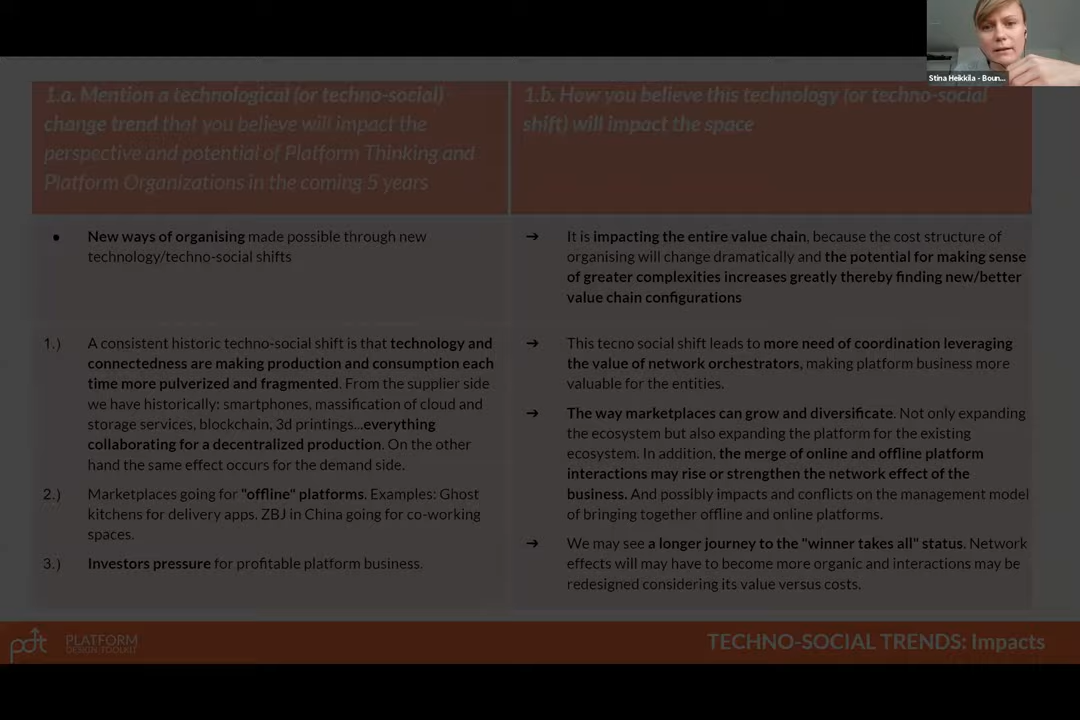 Stina Heikkila - Boun...
1.a. Mention a technological (or techno-social)
change trend that you believe will impact the
perspective and potential of Platform Thinking and
Platform Organizations in the coming 5 years
1.b. How you believe this technology (or techno-social
shift) will impact the space
● New ways of organising made possible through new
technology/techno-social shifts
➔ It is impacting the entire value chain, because the cost structure of
organising will change dramatically and the potential for making sense
of greater complexities increases greatly thereby finding new/better
value chain configurations
1.) A consistent historic techno-social shift is that technology and
connectedness are making production and consumption each
time more pulverized and fragmented. From the supplier side
we have historically: smartphones, massification of cloud and
storage services, blockchain, 3d printings...everything
collaborating for a decentralized production. On the other
hand the same effect occurs for the demand side.
2.) Marketplaces going for "offline" platforms. Examples: Ghost
kitchens for delivery apps. ZBJ in China going for co-working
spaces.
3.) Investors pressure for profitable platform business.
➔ This tecno social shift leads to more need of coordination leveraging
the value of network orchestrators, making platform business more
valuable for the entities.
➔ The way marketplaces can grow and diversificate. Not only expanding
the ecosystem but also expanding the platform for the existing
ecosystem. In addition, the merge of online and offline platform
interactions may rise or strengthen the network effect of the
business. And possibly impacts and conflicts on the management model
of bringing together offline and online platforms.
➔ We may see a longer journey to the "winner takes all" status. Network
effects will may have to become more organic and interactions may be
redesigned considering its value versus costs.
pdt
PLATFORM
DESIGN TOOLKIT
TECHNO-SOCIAL TRENDS: Impacts